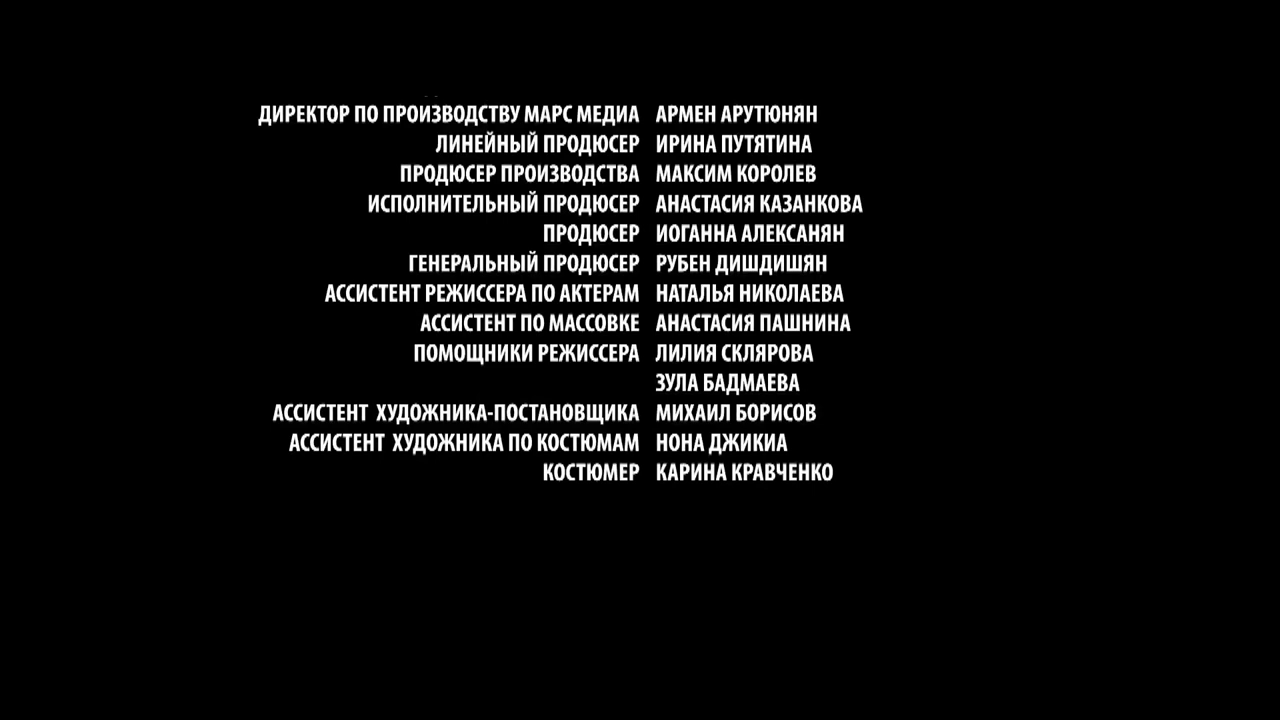 ДИРЕКТОР ПО ПРОИЗВОДСТВУ МАРС МЕДИА АРМЕН АРУТЮНЯН
ЛИНЕЙНЫЙ ПРОДЮСЕР ИРИНА ПУТЯТИНА
ПРОДЮСЕР ПРОИЗВОДСТВА МАКСИМ КОРОЛЕВ
ИСПОЛНИТЕЛЬНЫЙ ПРОДЮСЕР АНАСТАСИЯ КАЗАНКОВА
ПРОДЮСЕР ИОГАННА АЛЕКСАНЯН
ГЕНЕРАЛЬНЫЙ ПРОДЮСЕР РУБЕН ДИШДИШЯН
АССИСТЕНТ РЕЖИССЕРА ПО АКТЕРАМ НАТАЛЬЯ НИКОЛАЕВА
АССИСТЕНТ ПО МАССОВКЕ АНАСТАСИЯ ПАШНИНА
ПОМОЩНИКИ РЕЖИССЕРА ЛИЛИЯ СКЛЯРОВА
ЗУЛА БАДМАЕВА
АССИСТЕНТ ХУДОЖНИКА-ПОСТАНОВЩИКА МИХАИЛ БОРИСОВ
АССИСТЕНТ ХУДОЖНИКА ПО КОСТЮМАМ НОНА ДЖИКИА
КОСТЮМЕР КАРИНА КРАВЧЕНКО